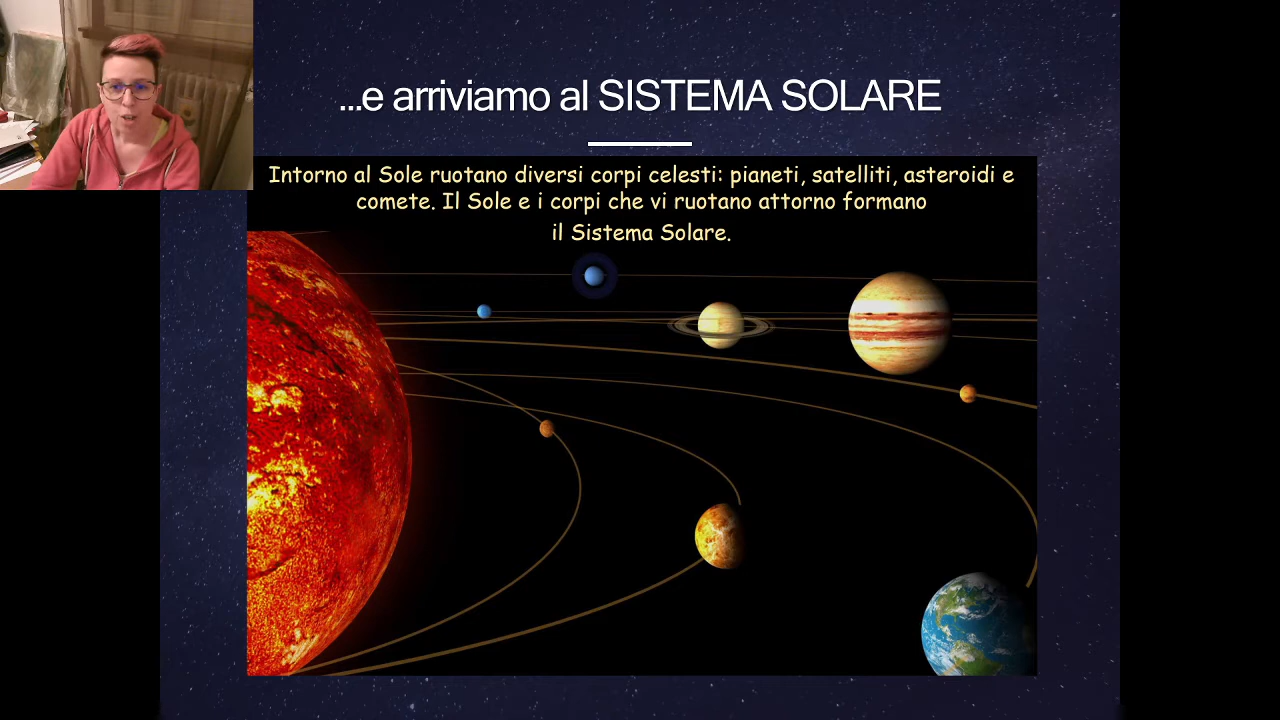 ...e arriviamo al SISTEMA SOLARE
Intorno al Sole ruotano diversi corpi celesti: pianeti, satelliti, asteroidi e
comete. Il Sole e i corpi che vi ruotano attorno formano
il Sistema Solare.